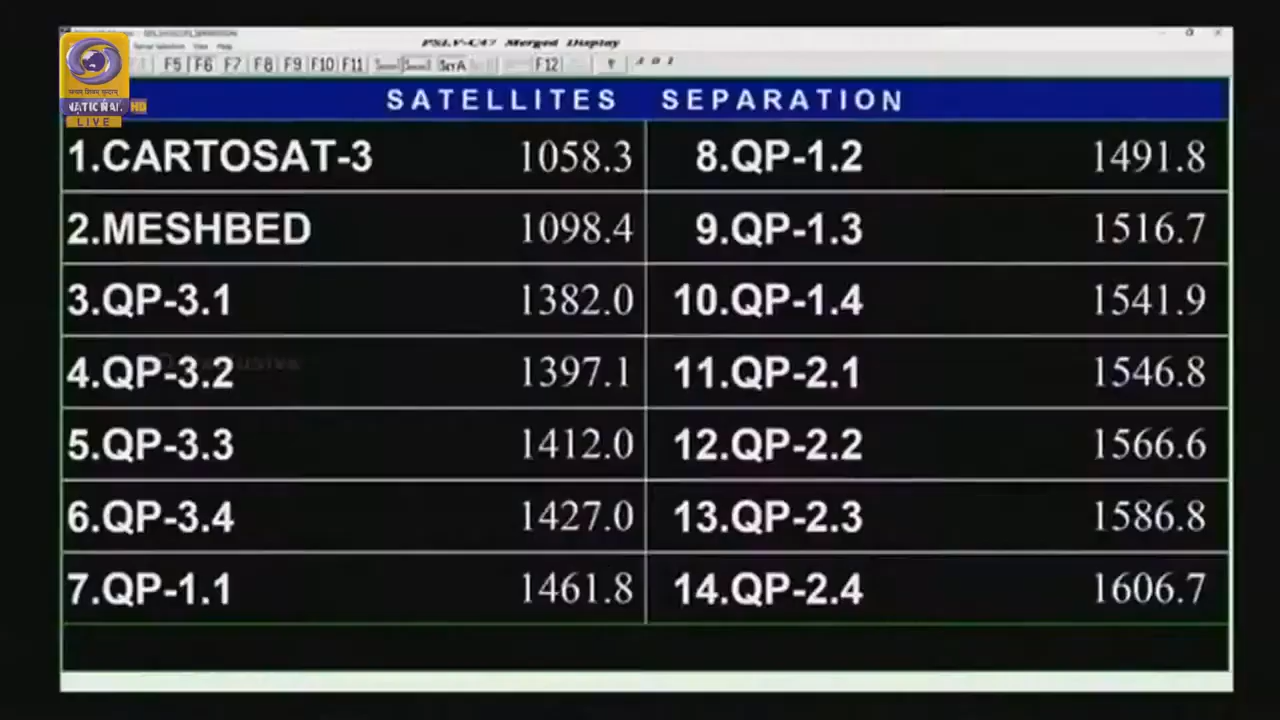 PSLV-C47 Merged Display
F5 F6 F7 F8 F9 F10 F11 F12
NATIONAL HD
LIVE
SATELLITES SEPARATION
1.CARTOSAT-3 1058.3 8.QP-1.2 1491.8
2.MESHBED 1098.4 9.QP-1.3 1516.7
3.QP-3.1 1382.0 10.QP-1.4 1541.9
4.QP-3.2 1397.1 11.QP-2.1 1546.8
5.QP-3.3 1412.0 12.QP-2.2 1566.6
6.QP-3.4 1427.0 13.QP-2.3 1586.8
7.QP-1.1 1461.8 14.QP-2.4 1606.7